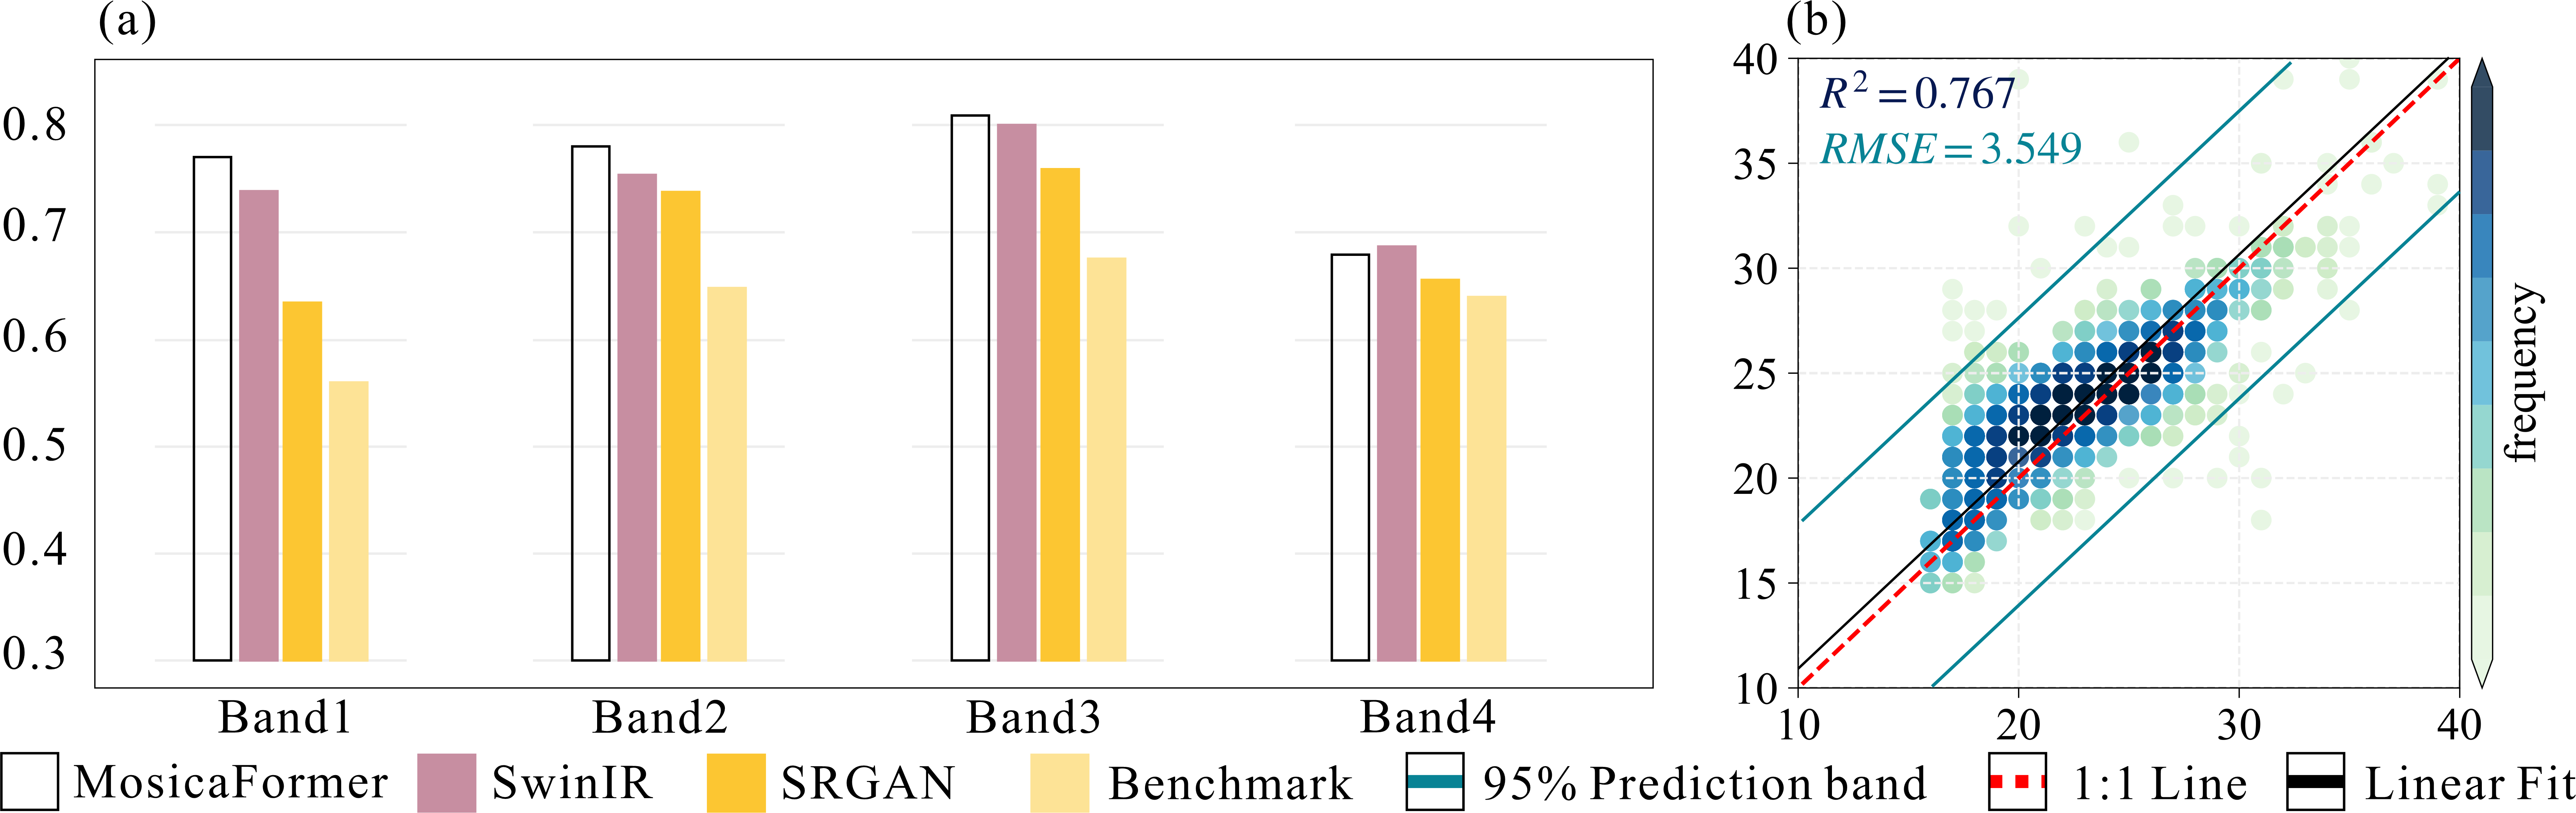 (a)
0.8
0.7
0.6
0.5
0.4
0.3
Band1 Band2 Band3 Band4
(b)
R² = 0.767
RMSE = 3.549
40
35
30
25
20
15
10
10 20 30 40
frequency
MosicaFormer SwinIR SRGAN Benchmark 95% Prediction band 1:1 Line Linear Fit